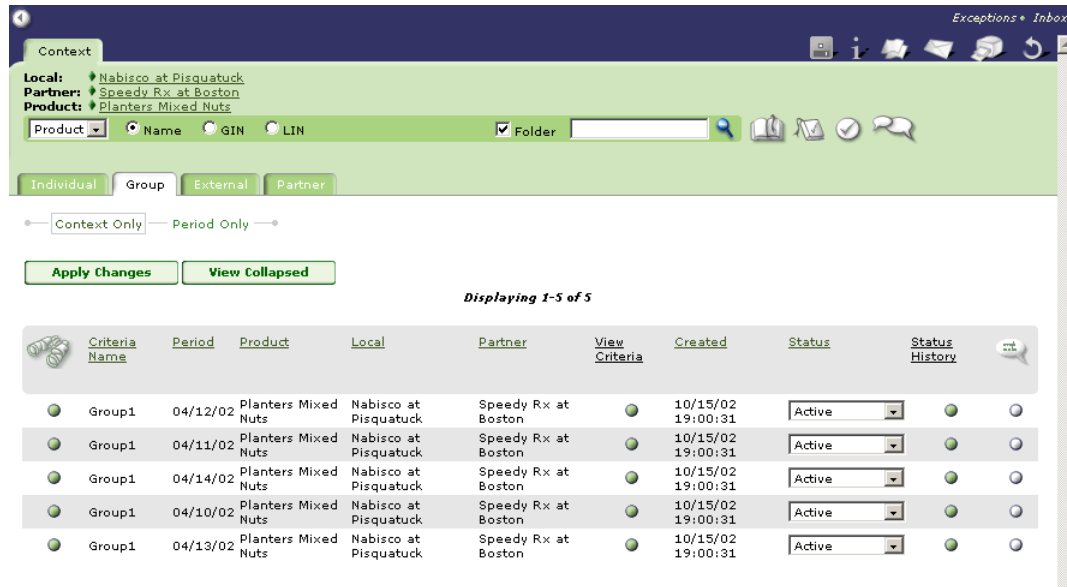 Exceptions • Inbox
Context
Local: Nabisco at Pisquatuck
Partner: Speedy Rx at Boston
Product: Planters Mixed Nuts
Product Name GIN LIN Folder
Individual Group External Partner
Context Only Period Only
Apply Changes View Collapsed
Displaying 1-5 of 5
Criteria Period Product Local Partner View Created Status Status
Name Criteria History
Group1 04/12/02 Planters Mixed Nabisco at Speedy Rx at 10/15/02 Active
Nuts Pisquatuck Boston 19:00:31
Group1 04/11/02 Planters Mixed Nabisco at Speedy Rx at 10/15/02 Active
Nuts Pisquatuck Boston 19:00:31
Group1 04/14/02 Planters Mixed Nabisco at Speedy Rx at 10/15/02 Active
Nuts Pisquatuck Boston 19:00:31
Group1 04/10/02 Planters Mixed Nabisco at Speedy Rx at 10/15/02 Active
Nuts Pisquatuck Boston 19:00:31
Group1 04/13/02 Planters Mixed Nabisco at Speedy Rx at 10/15/02 Active
Nuts Pisquatuck Boston 19:00:31